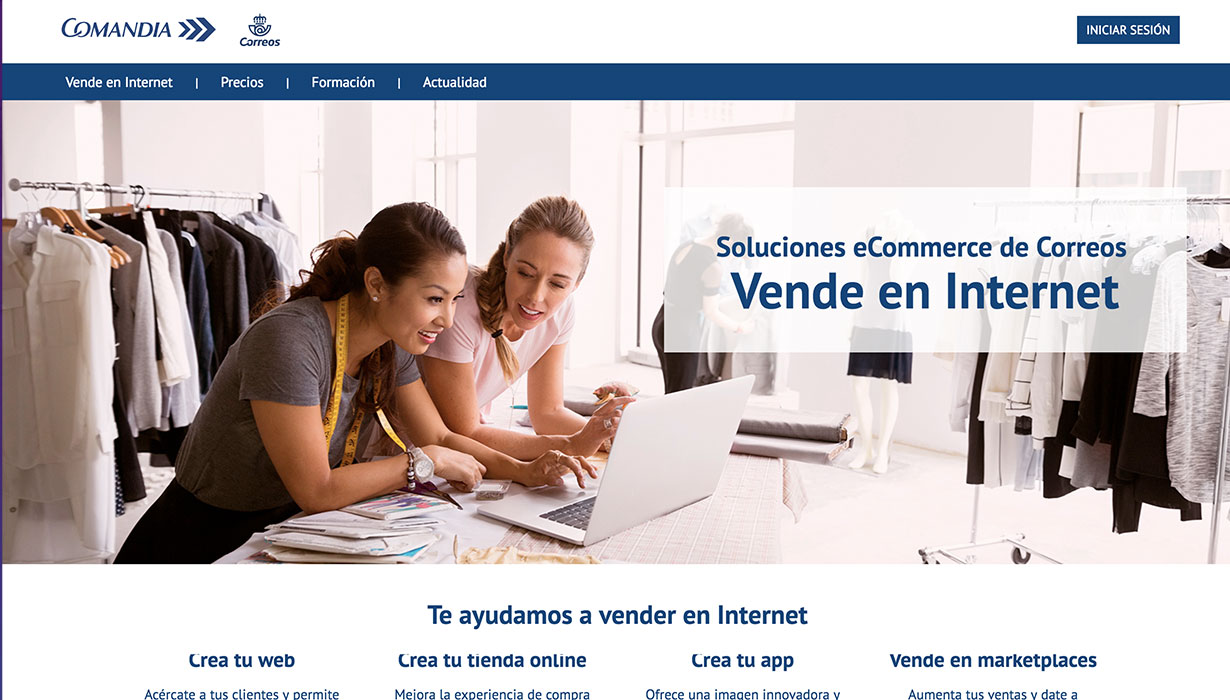 COMANDIA
Correos
INICIAR SESIÓN
Vende en Internet | Precios | Formación | Actualidad
Soluciones eCommerce de Correos
Vende en Internet
Te ayudamos a vender en Internet
Crea tu web
Crea tu tienda online
Crea tu app
Vende en marketplaces
Acércate a tus clientes y permite
Mejora la experiencia de compra
Ofrece una imagen innovadora y
Aumenta tus ventas y date a